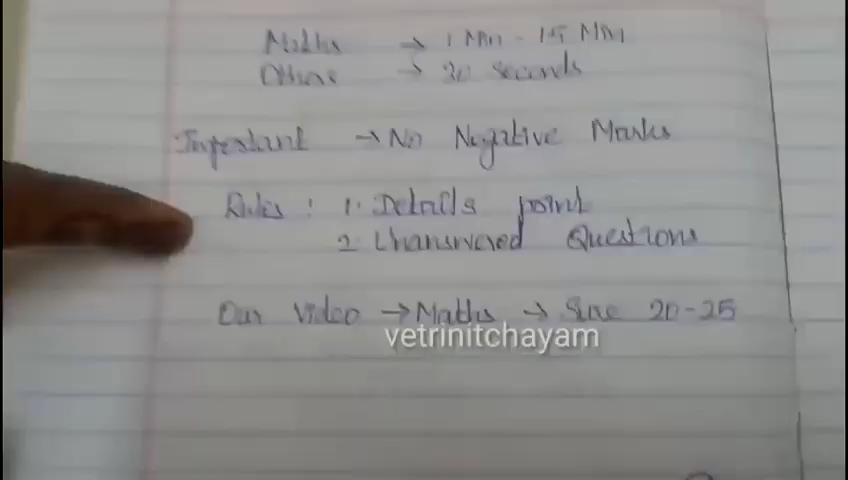 Maths → 1 Min - 1.5 Min
Others → 30 seconds
Important → No Negative Marks
Rules : 1. Details point
2. Unanswered Questions
Our Video → Maths → Sure 20-25
vetrinitchayam